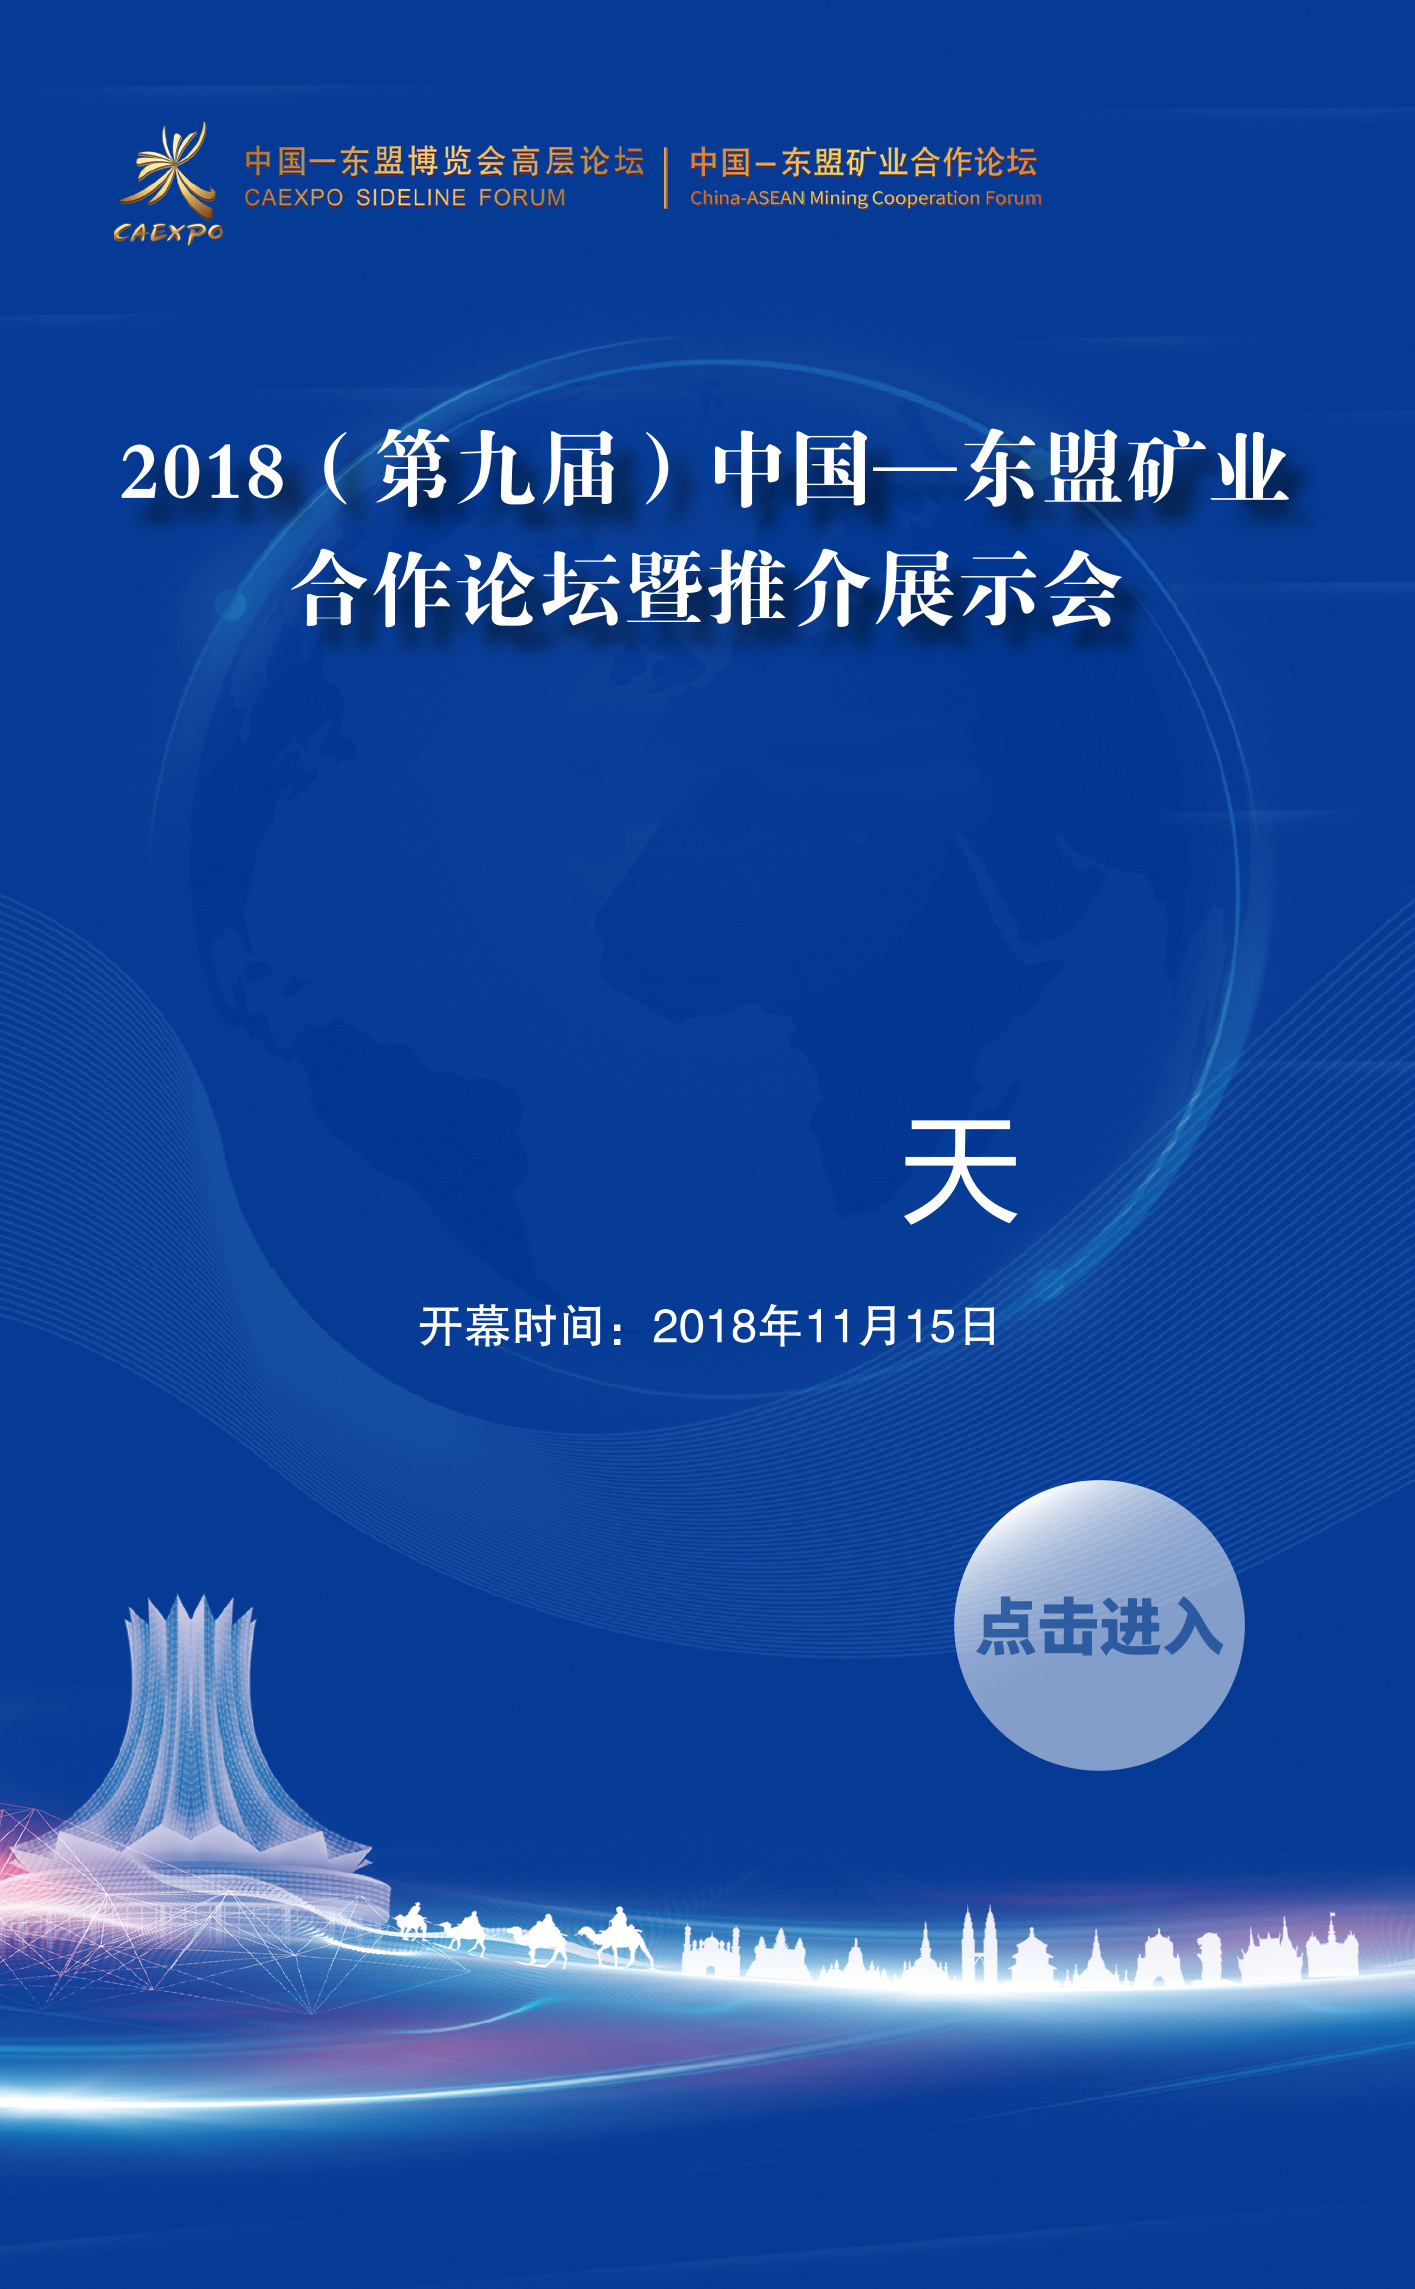 中国—东盟博览会高层论坛
CAEXPO SIDELINE FORUM
中国—东盟矿业合作论坛
China-ASEAN Mining Cooperation Forum
CAEXPO
2018（第九届）中国—东盟矿业
合作论坛暨推介展示会
天
开幕时间：2018年11月15日
点击进入